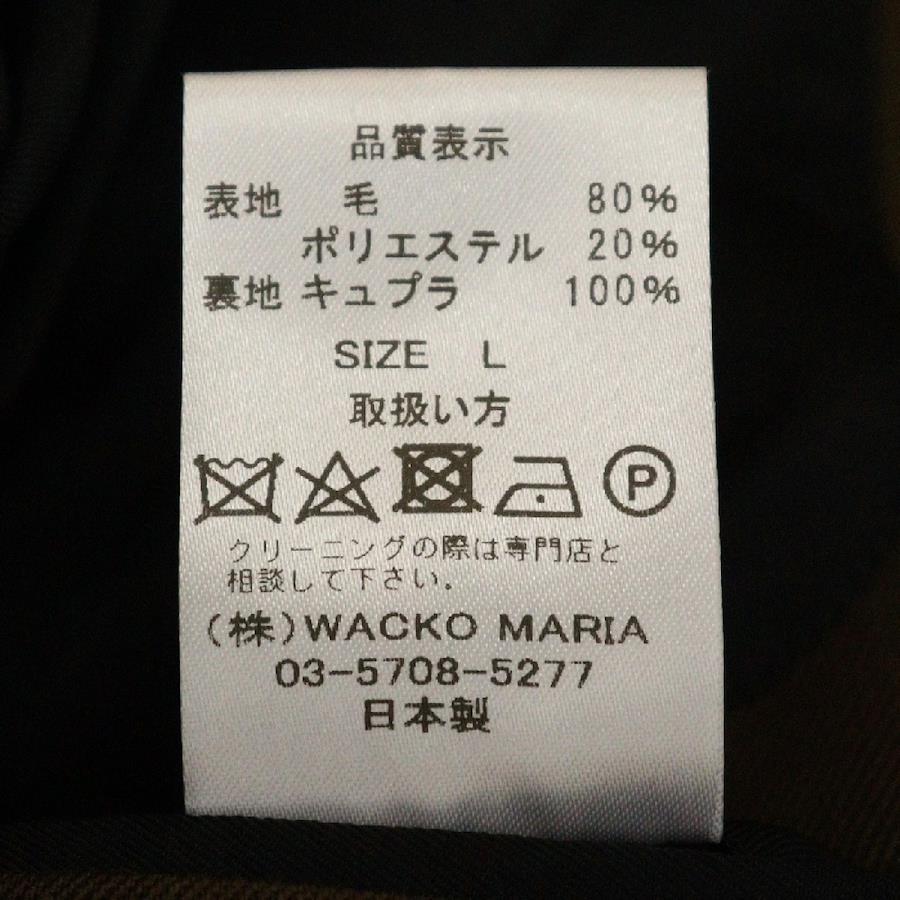 品質表示
表地 毛 80%
ポリエステル 20%
裏地 キュプラ 100%
SIZE L
取扱い方
P
クリーニングの際は専門店と
相談して下さい.
(株)WACKO MARIA
03-5708-5277
日本製